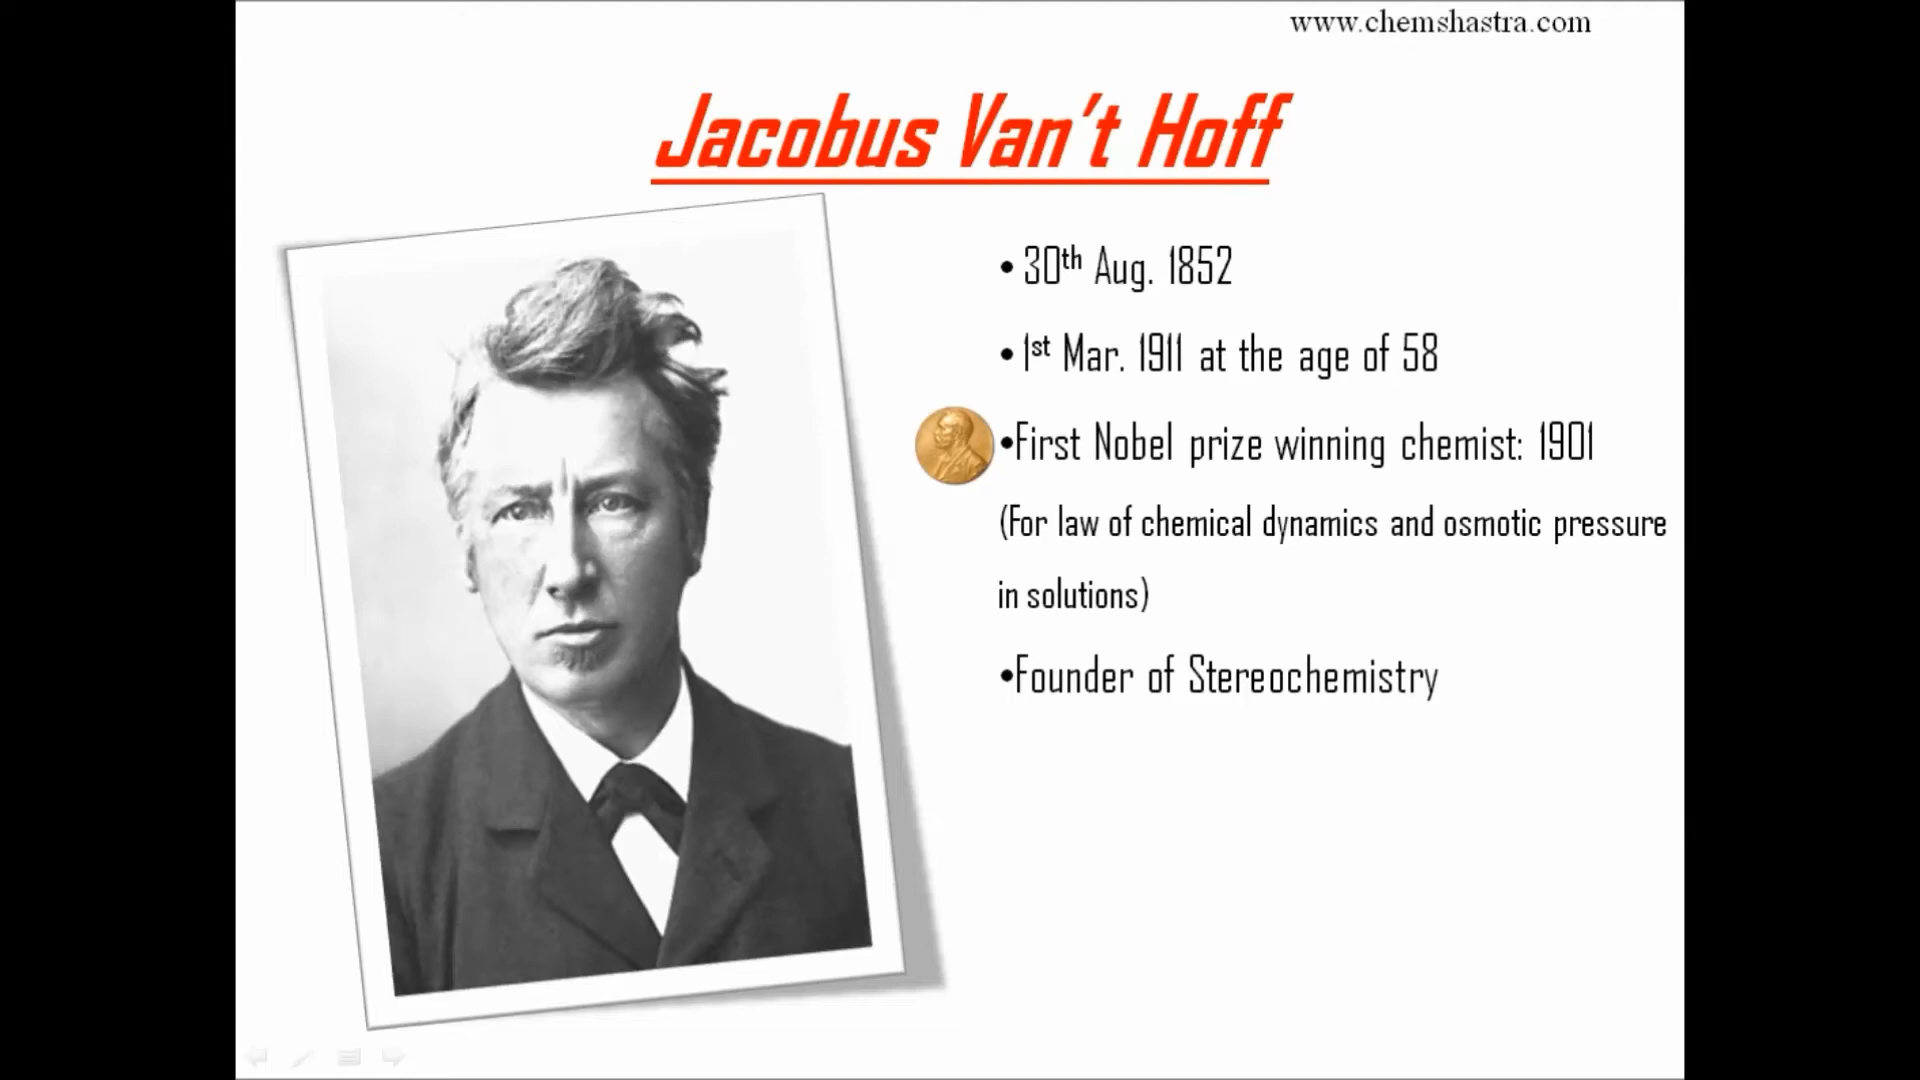 www.chemshastra.com
Jacobus Van't Hoff
• 30th Aug. 1852
• 1st Mar. 1911 at the age of 58
•First Nobel prize winning chemist: 1901
(For law of chemical dynamics and osmotic pressure
in solutions)
•Founder of Stereochemistry